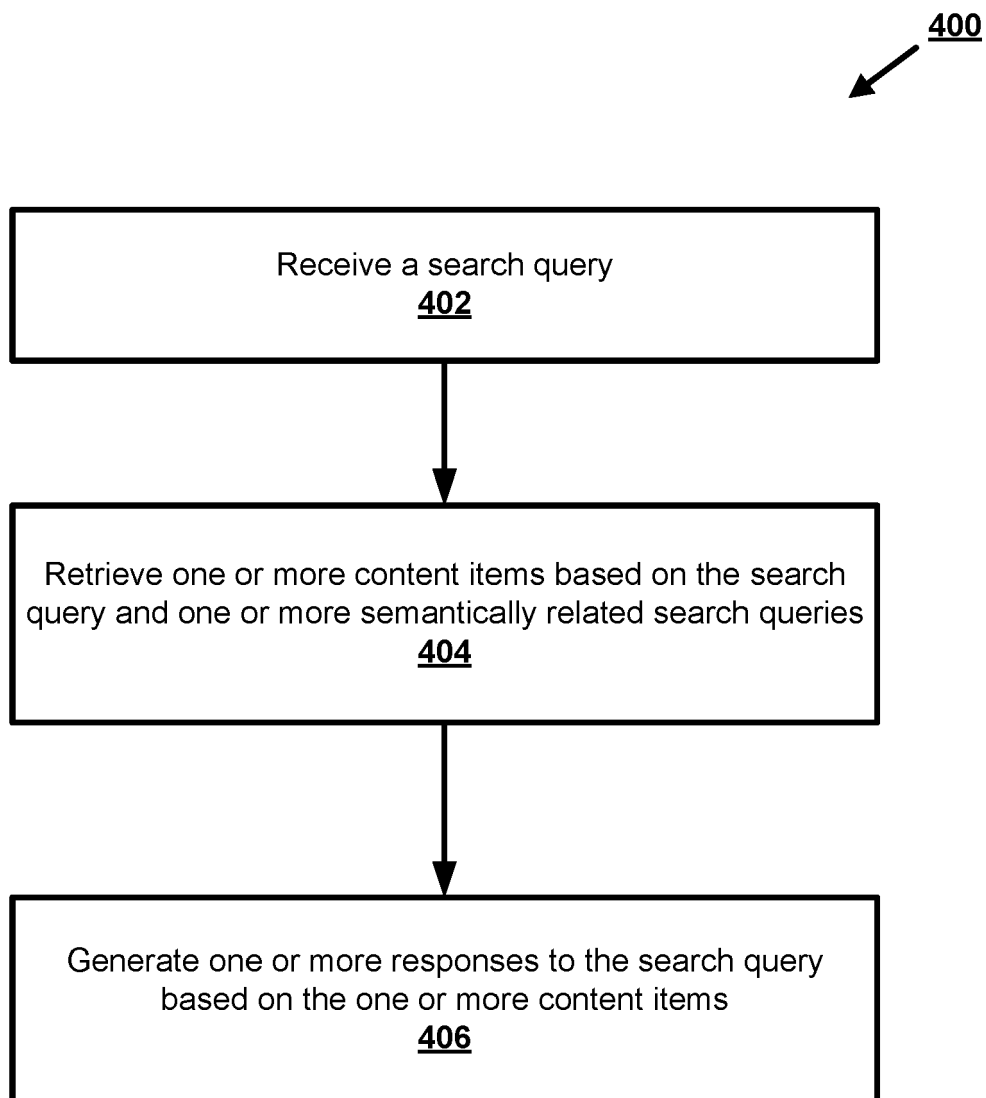 400
Receive a search query
402
Retrieve one or more content items based on the search
query and one or more semantically related search queries
404
Generate one or more responses to the search query
based on the one or more content items
406